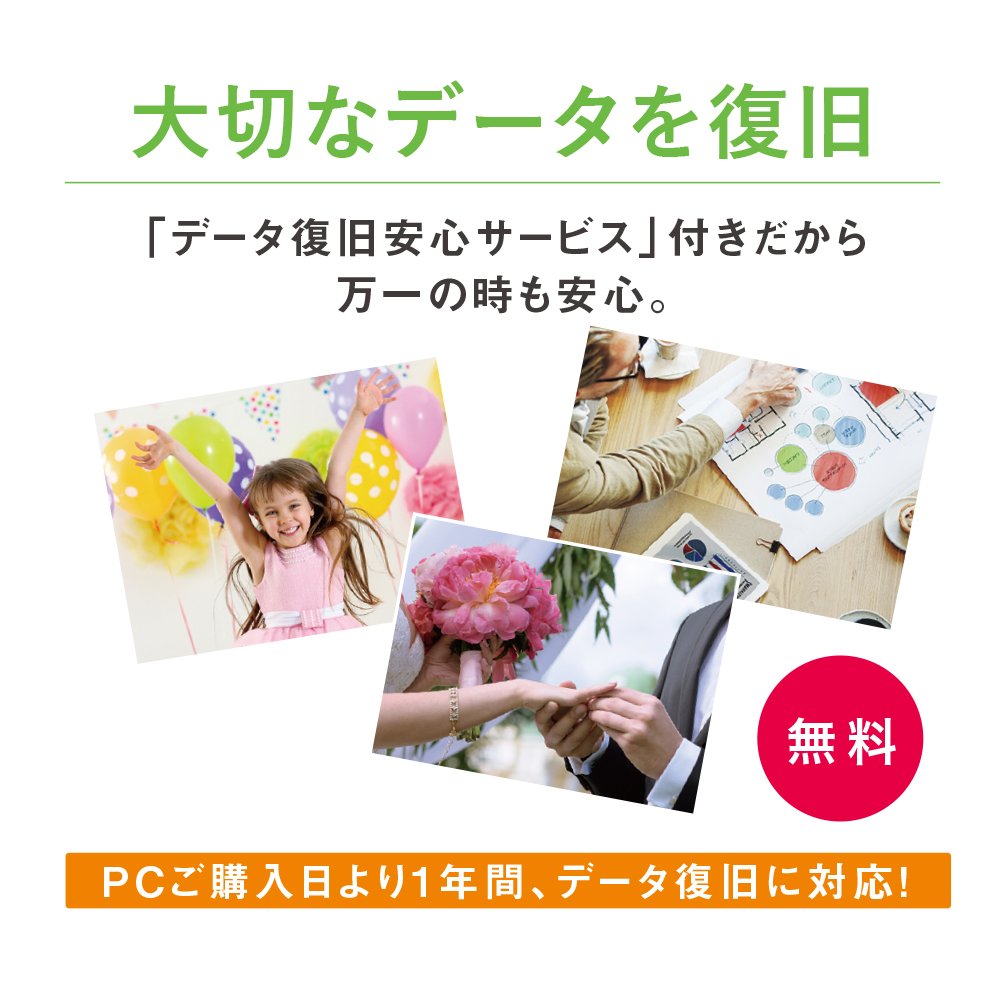 大切なデータを復旧
「データ復旧安心サービス」付きだから
万一の時も安心。
無料
PCご購入日より1年間、データ復旧に対応!